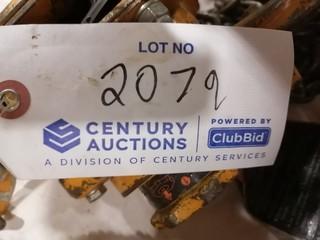 LOT NO
2079
CENTURY AUCTIONS
POWERED BY
ClubBid
A DIVISION OF CENTURY SERVICES